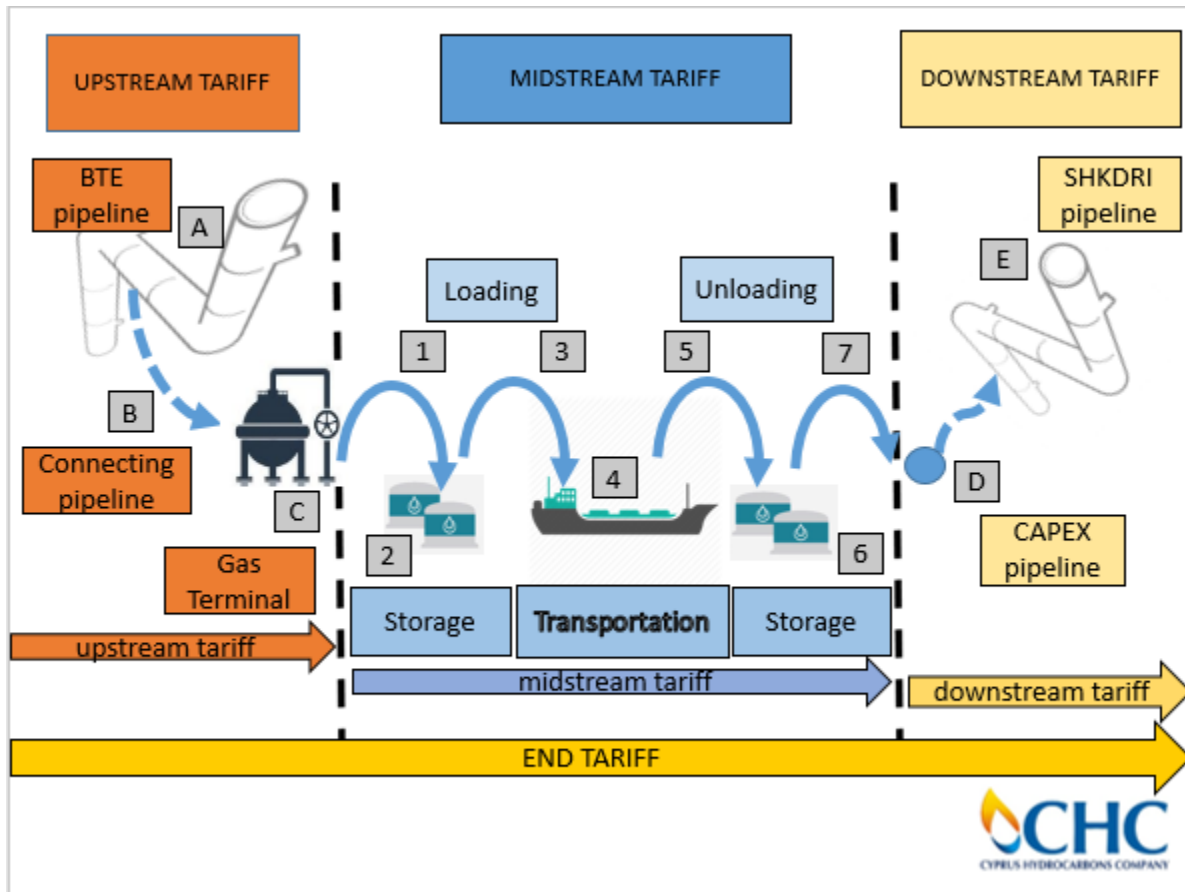 UPSTREAM TARIFF
MIDSTREAM TARIFF
DOWNSTREAM TARIFF
BTE
pipeline
A
SHKDRI
pipeline
E
Loading
Unloading
1
3
5
7
B
Connecting
pipeline
C
4
D
2
6
CAPEX
pipeline
Gas
Terminal
Storage
Transportation
Storage
upstream tariff
midstream tariff
downstream tariff
END TARIFF
CHC
CYPRUS HYDROCARBONS COMPANY